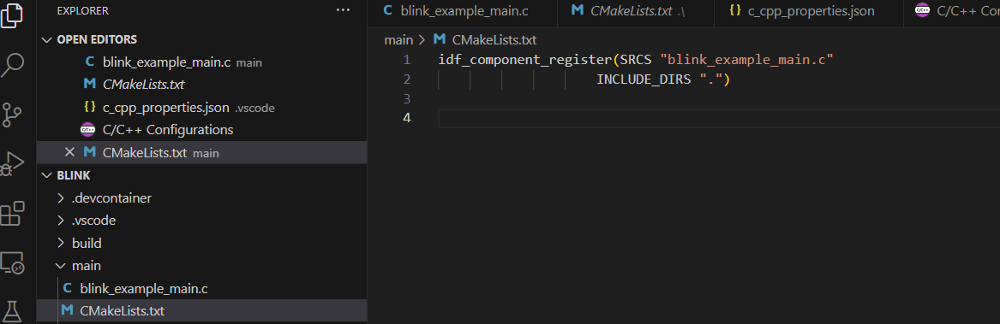 EXPLORER
OPEN EDITORS
blink_example_main.c main
CMakeLists.txt
c_cpp_properties.json .vscode
C/C++ Configurations
CMakeLists.txt main
BLINK
.devcontainer
.vscode
build
main
blink_example_main.c
CMakeLists.txt
blink_example_main.c
CMakeLists.txt .\
c_cpp_properties.json
C/C++ Co
main > CMakeLists.txt
1 idf_component_register(SRCS "blink_example_main.c"
2 INCLUDE_DIRS ".")
3
4